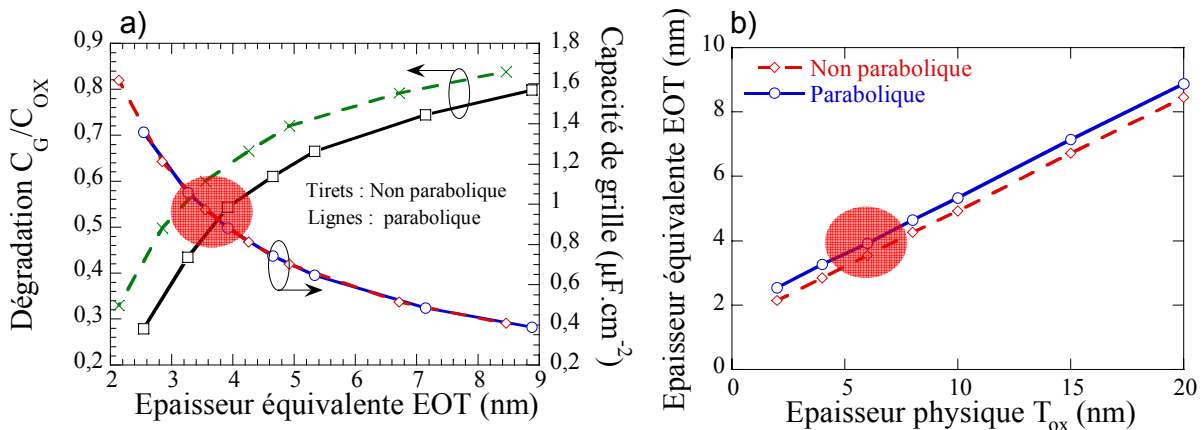 a)
Dégradation C_G/C_OX
0,9
0,8
0,7
0,6
0,5
0,4
0,3
0,2
Tirets : Non parabolique
Lignes : parabolique
1,8
1,6
1,4
1,2
1
0,8
0,6
0,4
0,2
Capacité de grille (µF.cm⁻²)
2 3 4 5 6 7 8 9
Epaisseur équivalente EOT (nm)
b)
Epaisseur équivalente EOT (nm)
10
8
6
4
2
0
Non parabolique
Parabolique
0 5 10 15 20
Epaisseur physique T_ox (nm)